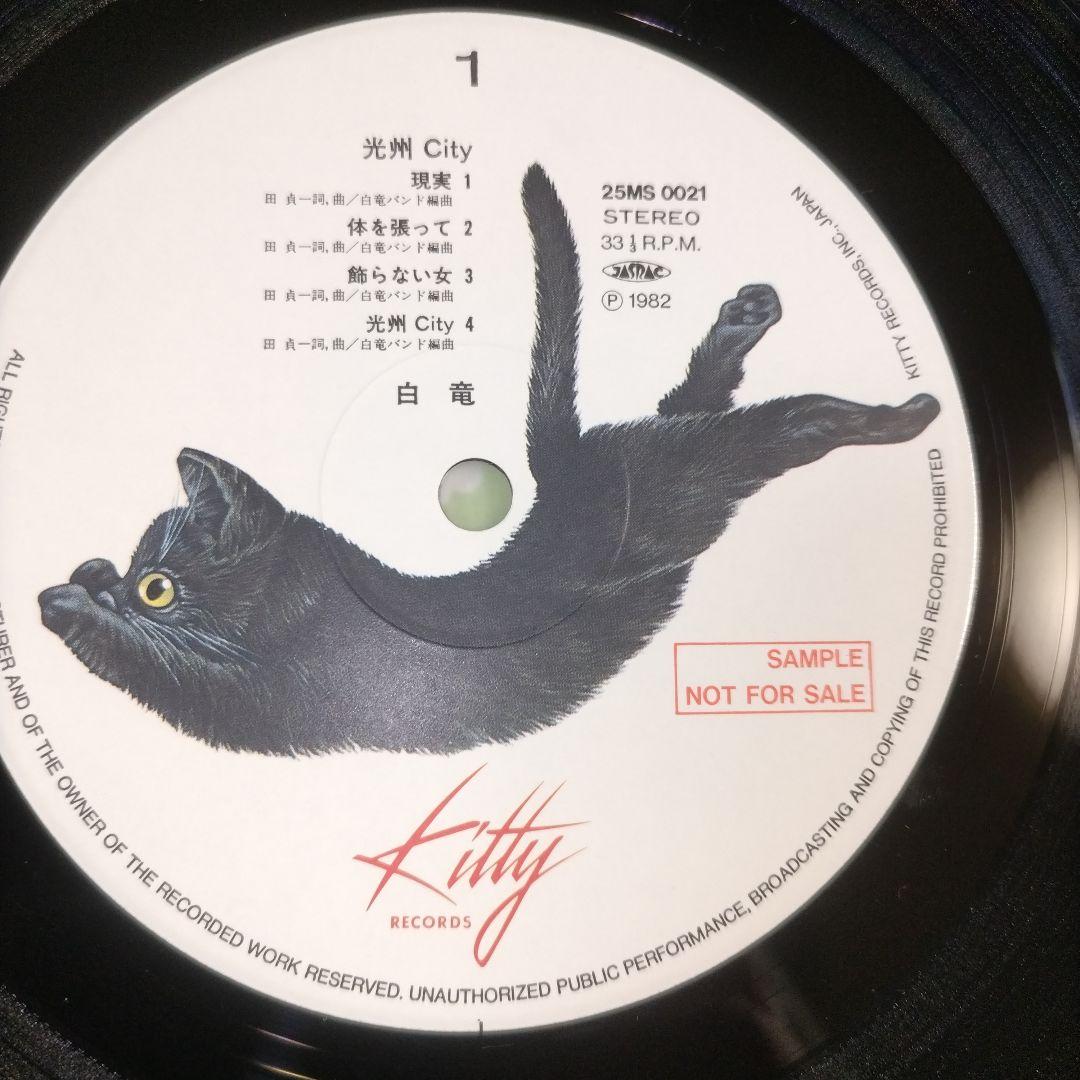 1
光州 City
現実 1
田 貞一詞,曲/白竜バンド編曲
体を張って 2
田 貞一詞,曲/白竜バンド編曲
飾らない女 3
田 貞一詞,曲/白竜バンド編曲
光州 City 4
田 貞一詞,曲/白竜バンド編曲
白 竜
25MS 0021
STEREO
33 1/3 R.P.M.
JASRAC
Ⓟ 1982
SAMPLE
NOT FOR SALE
Kitty
RECORDS
AND OF THE OWNER OF THE RECORDED WORK RESERVED. UNAUTHORIZED PUBLIC PERFORMANCE, BROADCASTING AND COPYING OF THIS RECORD PROHIBITED
KITTY RECORDS, INC., JAPAN